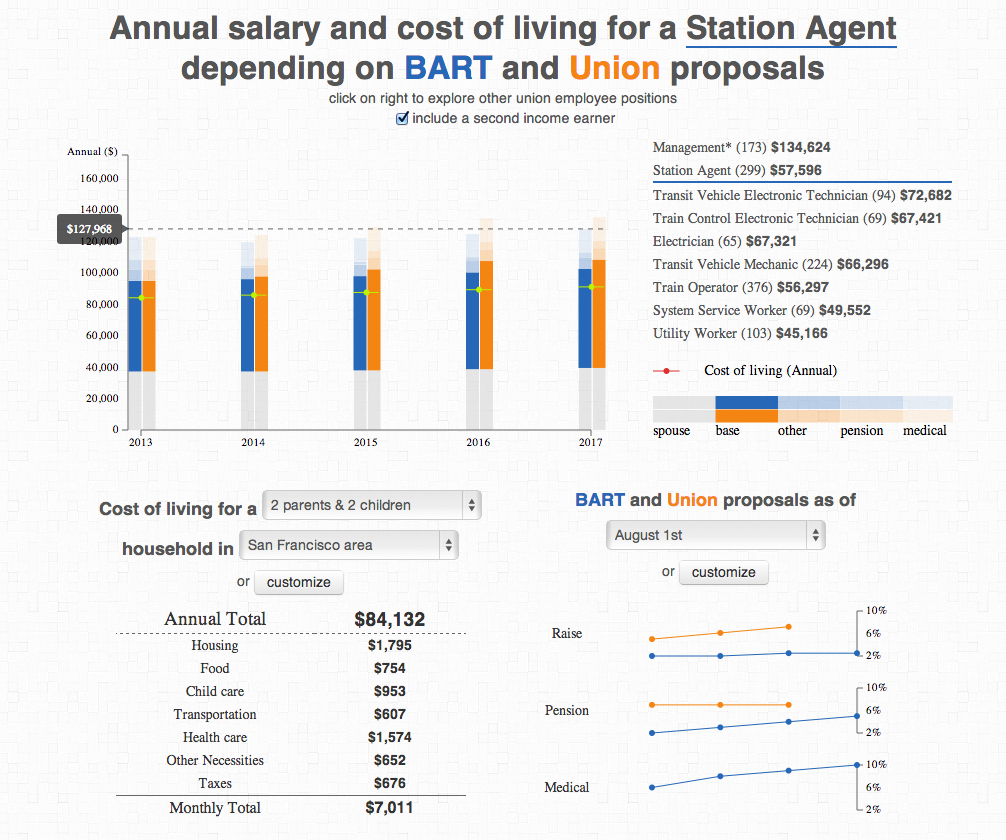 Annual salary and cost of living for a Station Agent
depending on BART and Union proposals
click on right to explore other union employee positions
include a second income earner
Annual ($)
160,000
140,000
$127,968
120,000
100,000
80,000
60,000
40,000
20,000
0
2013 2014 2015 2016 2017
Management* (173) $134,624
Station Agent (299) $57,596
Transit Vehicle Electronic Technician (94) $72,682
Train Control Electronic Technician (69) $67,421
Electrician (65) $67,321
Transit Vehicle Mechanic (224) $66,296
Train Operator (376) $56,297
System Service Worker (69) $49,552
Utility Worker (103) $45,166
Cost of living (Annual)
spouse base other pension medical
Cost of living for a 2 parents & 2 children
household in San Francisco area
or customize
Annual Total $84,132
Housing $1,795
Food $754
Child care $953
Transportation $607
Health care $1,574
Other Necessities $652
Taxes $676
Monthly Total $7,011
BART and Union proposals as of
August 1st
or customize
Raise
10%
6%
2%
Pension
10%
6%
2%
Medical
10%
6%
2%